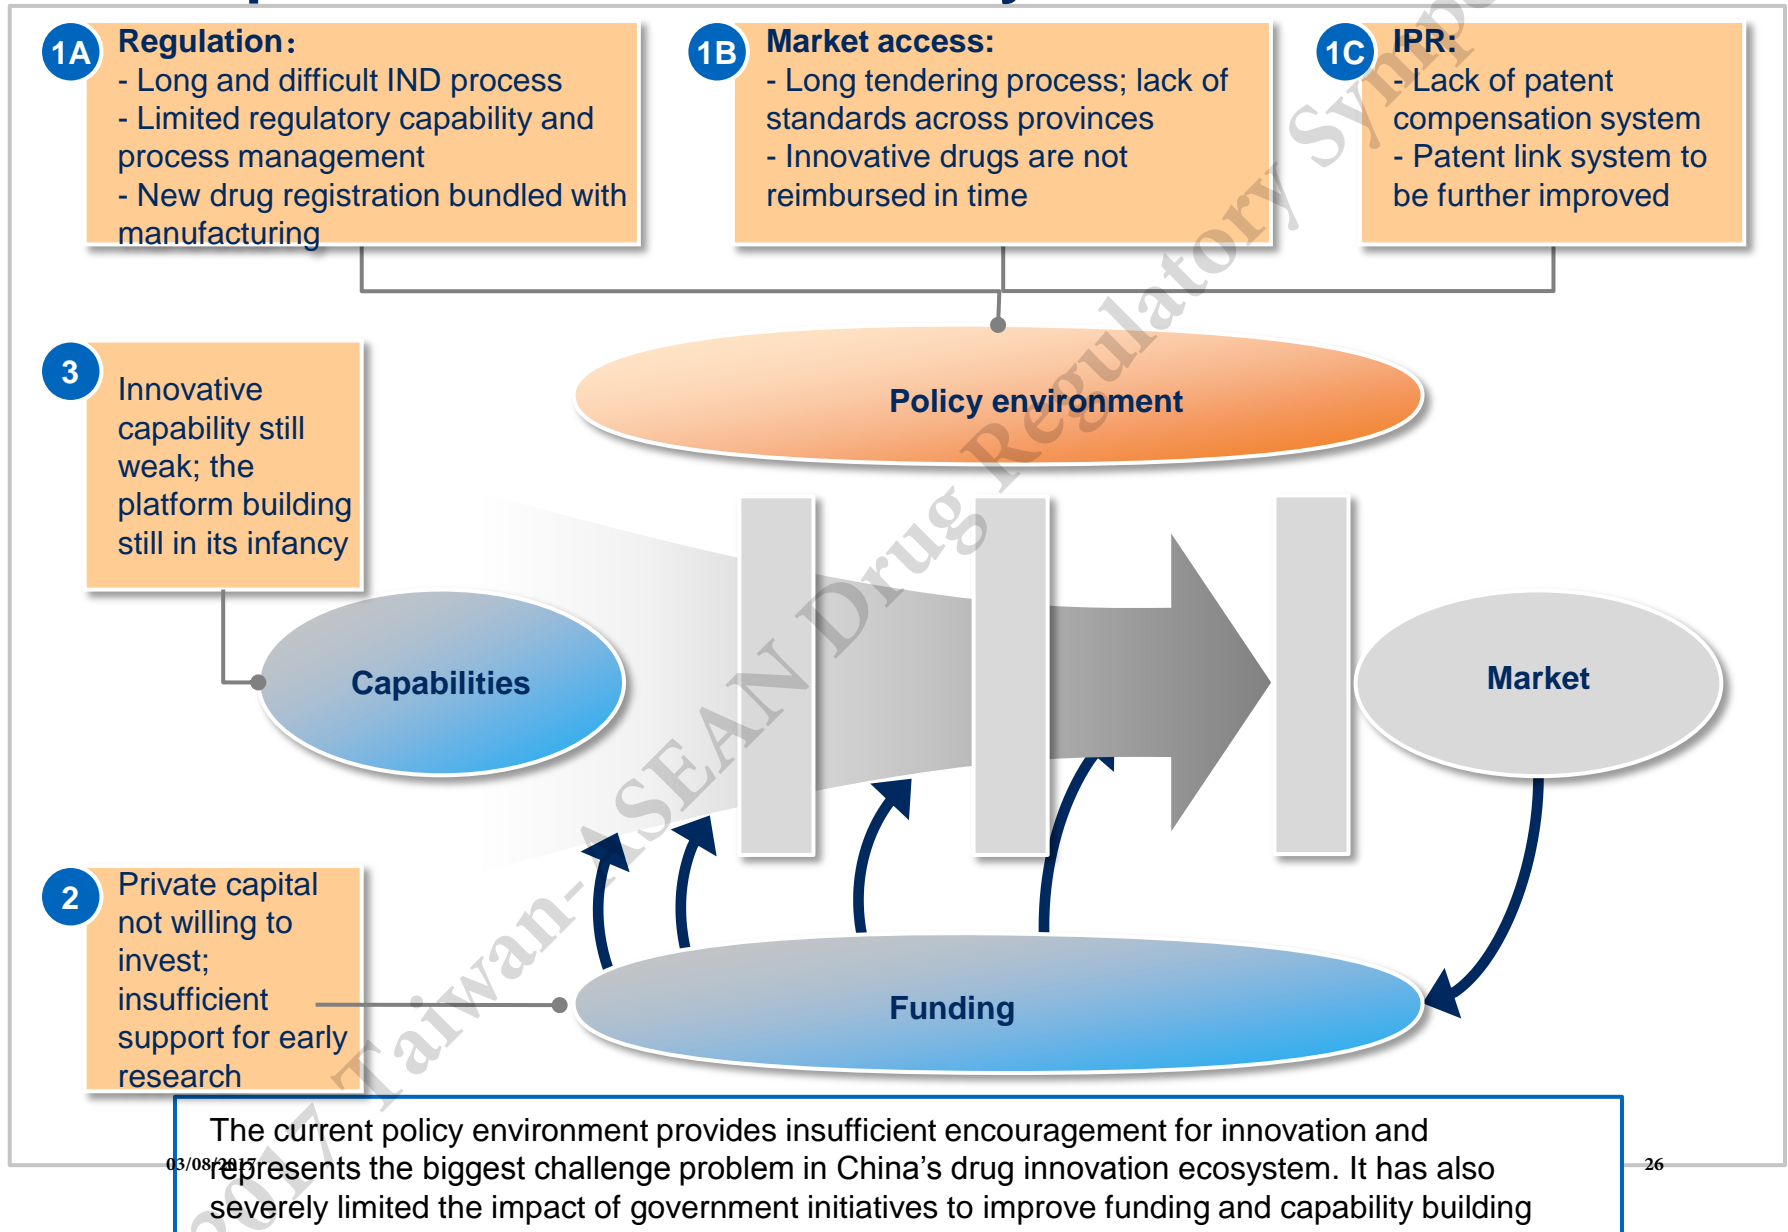 1A
Regulation：
- Long and difficult IND process
- Limited regulatory capability and
process management
- New drug registration bundled with
manufacturing
1B
Market access:
- Long tendering process; lack of
standards across provinces
- Innovative drugs are not
reimbursed in time
1C
IPR:
- Lack of patent
compensation system
- Patent link system to
be further improved
Policy environment
3
Innovative
capability still
weak; the
platform building
still in its infancy
Capabilities
Market
2
Private capital
not willing to
invest;
insufficient
support for early
research
Funding
The current policy environment provides insufficient encouragement for innovation and
represents the biggest challenge problem in China’s drug innovation ecosystem. It has also
severely limited the impact of government initiatives to improve funding and capability building
03/08/2017
26
2017 Taiwan-ASEAN Drug Regulatory